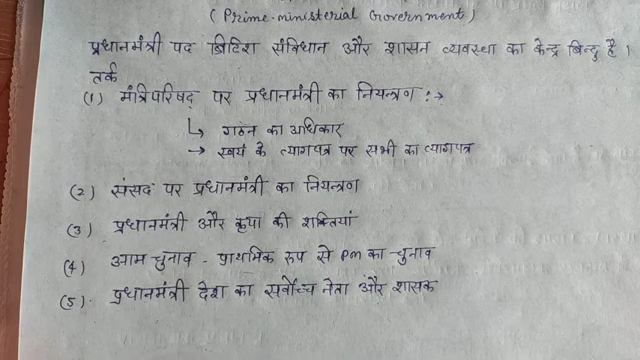 (Prime-ministerial Government)
प्रधानमंत्री पद ब्रिटिश संविधान और शासन व्यवस्था का केन्द्र बिन्दु है।
तर्क
(1) मंत्रिपरिषद् पर प्रधानमंत्री का नियन्त्रण :→
↳ गठन का अधिकार
→ स्वयं के त्यागपत्र पर सभी का त्यागपत्र
(2) संसद पर प्रधानमंत्री का नियन्त्रण
(3) प्रधानमंत्री और कृपा की शक्तियां
(4) आम चुनाव - प्राथमिक रूप से PM का चुनाव
(5). प्रधानमंत्री देश का सर्वोच्च नेता और शासक